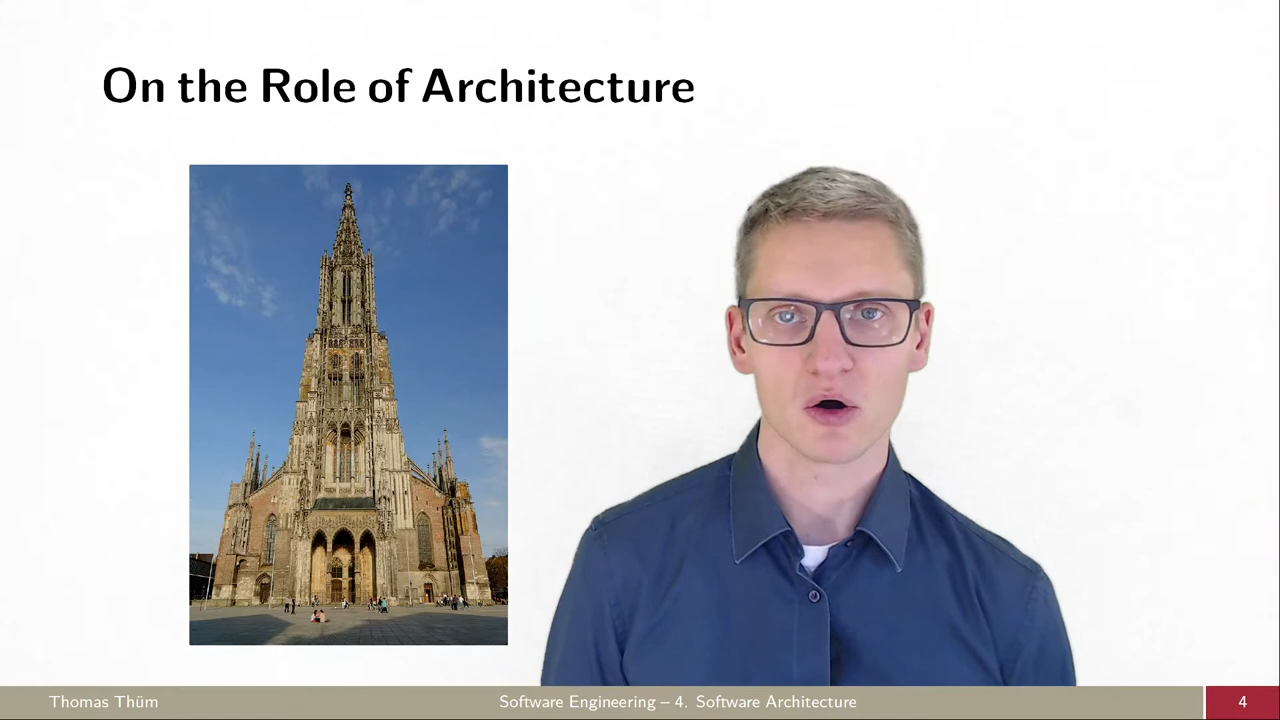 On the Role of Architecture
Thomas Thüm
Software Engineering – 4. Software Architecture
4